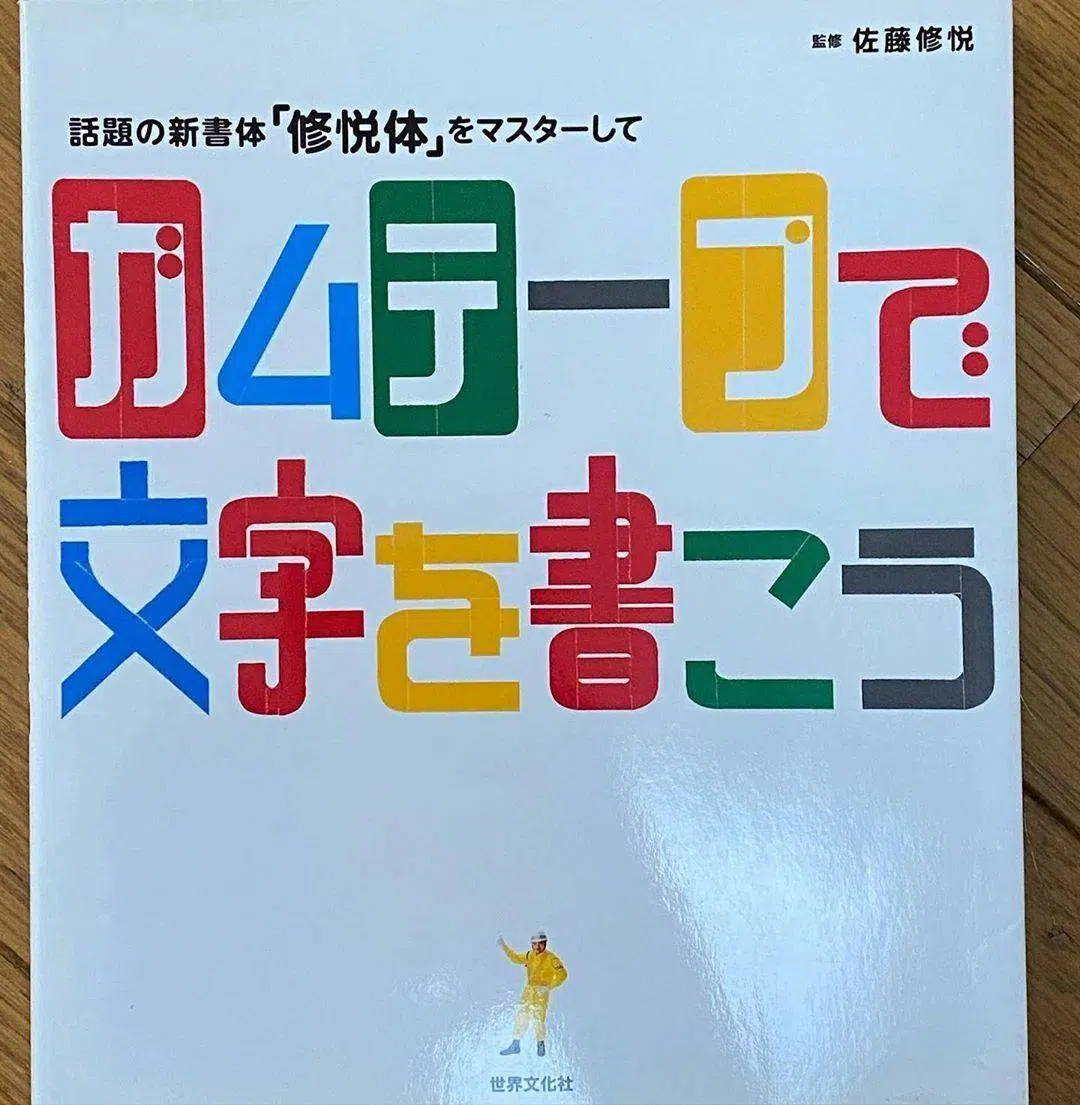 監修 佐藤修悦
話題の新書体「修悦体」をマスターして
ガムテープで
文字を書こう
世界文化社